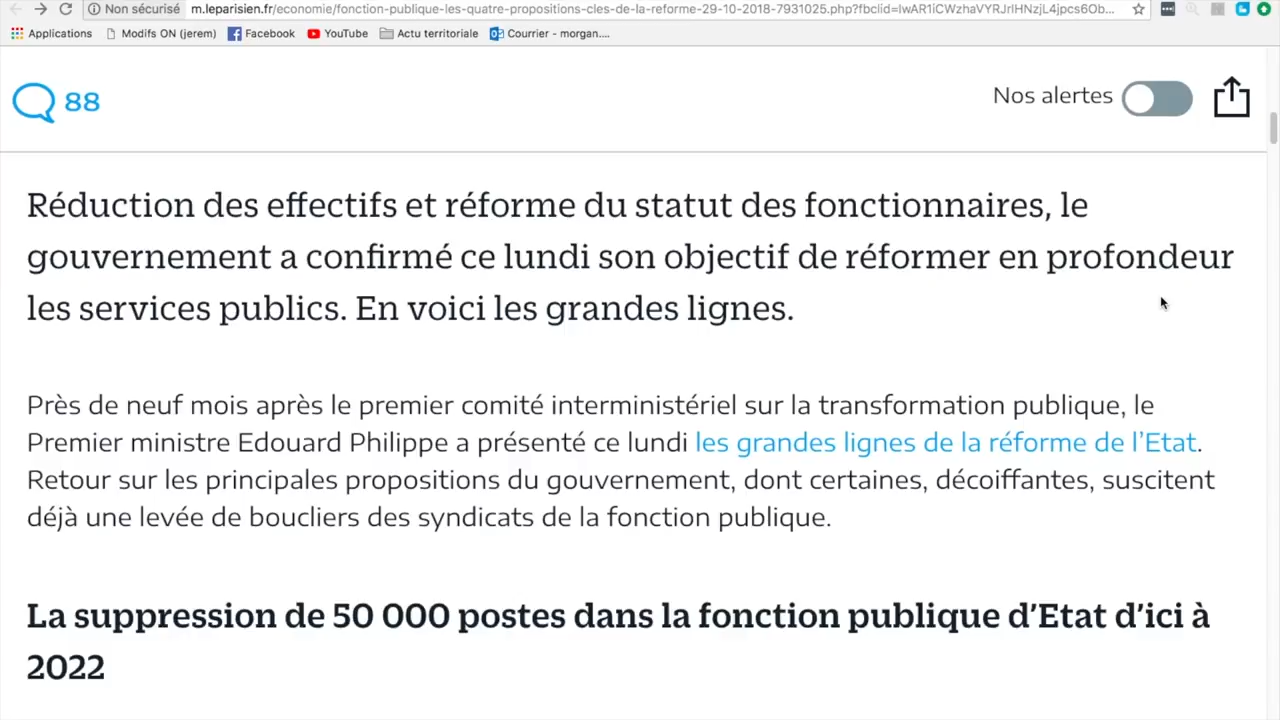 Non sécurisé m.leparisien.fr/economie/fonction-publique-les-quatre-propositions-cles-de-la-reforme-29-10-2018-7931025.php?fbclid=IwAR1iCWzhaVYRJrIHNzjL4jpcs6Ob...
Applications Modifs ON (jerem) Facebook YouTube Actu territoriale Courrier - morgan....
88 Nos alertes
Réduction des effectifs et réforme du statut des fonctionnaires, le
gouvernement a confirmé ce lundi son objectif de réformer en profondeur
les services publics. En voici les grandes lignes.
Près de neuf mois après le premier comité interministériel sur la transformation publique, le
Premier ministre Edouard Philippe a présenté ce lundi les grandes lignes de la réforme de l’Etat.
Retour sur les principales propositions du gouvernement, dont certaines, décoiffantes, suscitent
déjà une levée de boucliers des syndicats de la fonction publique.
La suppression de 50 000 postes dans la fonction publique d’Etat d’ici à
2022